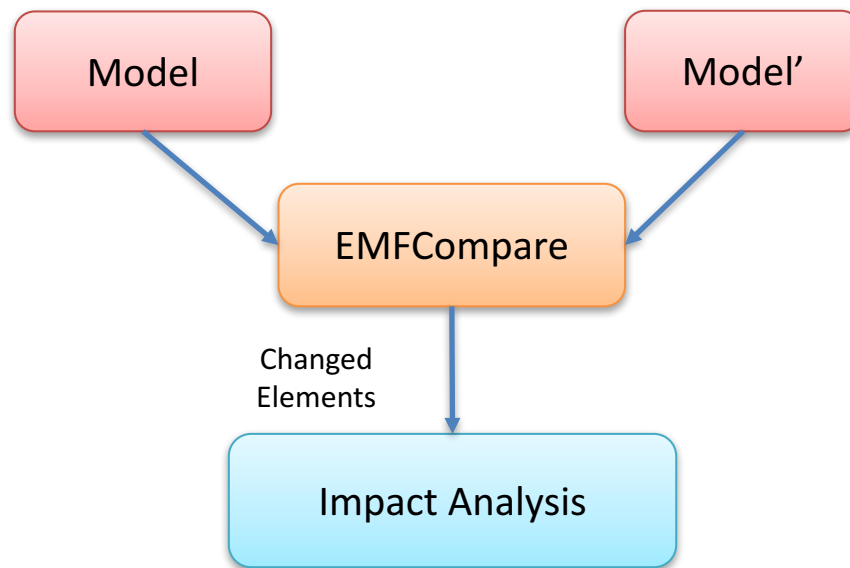 Model
Model’
EMFCompare
Changed
Elements
Impact Analysis